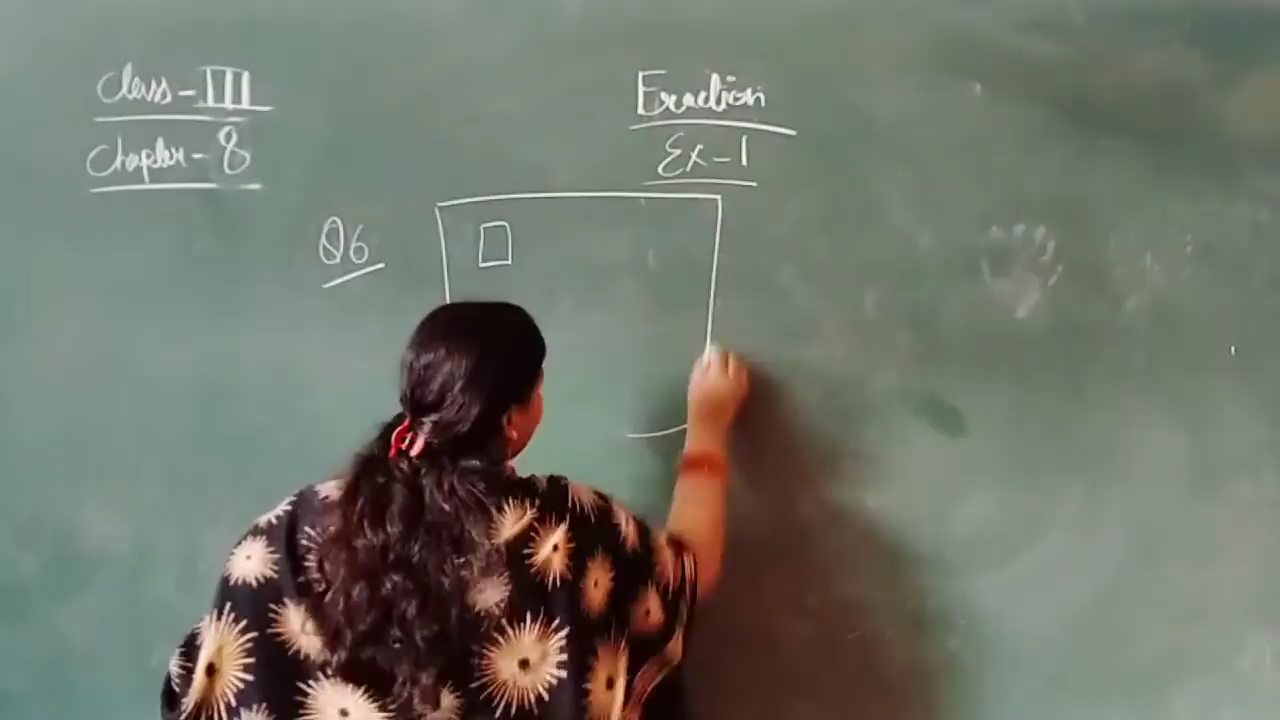 Class - III
Chapter - 8
Fraction
Ex-1
Q6